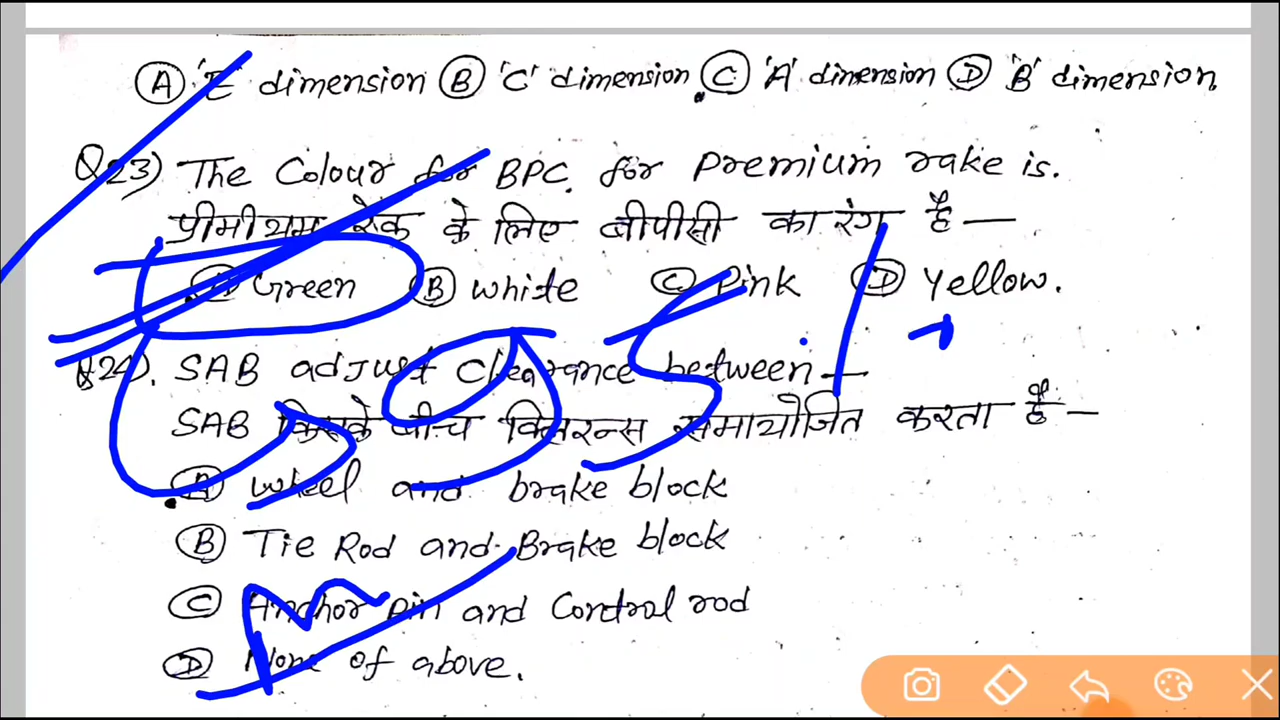 (A) 'E' dimension (B) 'C' dimension (C) 'A' dimension (D) 'B' dimension.
Q23) The Colour for BPC. for Premium rake is.
प्रीमीयम रेक के लिए बीपीसी का रंग है —
(A) Green (B) white (C) Pink (D) Yellow.
Q24). SAB adjust Clearance between —
SAB किसके बीच क्लिरन्स समायोजित करता है —
(A) Wheel and brake block
(B) Tie Rod and Brake block
(C) Anchor Pin and Control rod
(D) None of above.